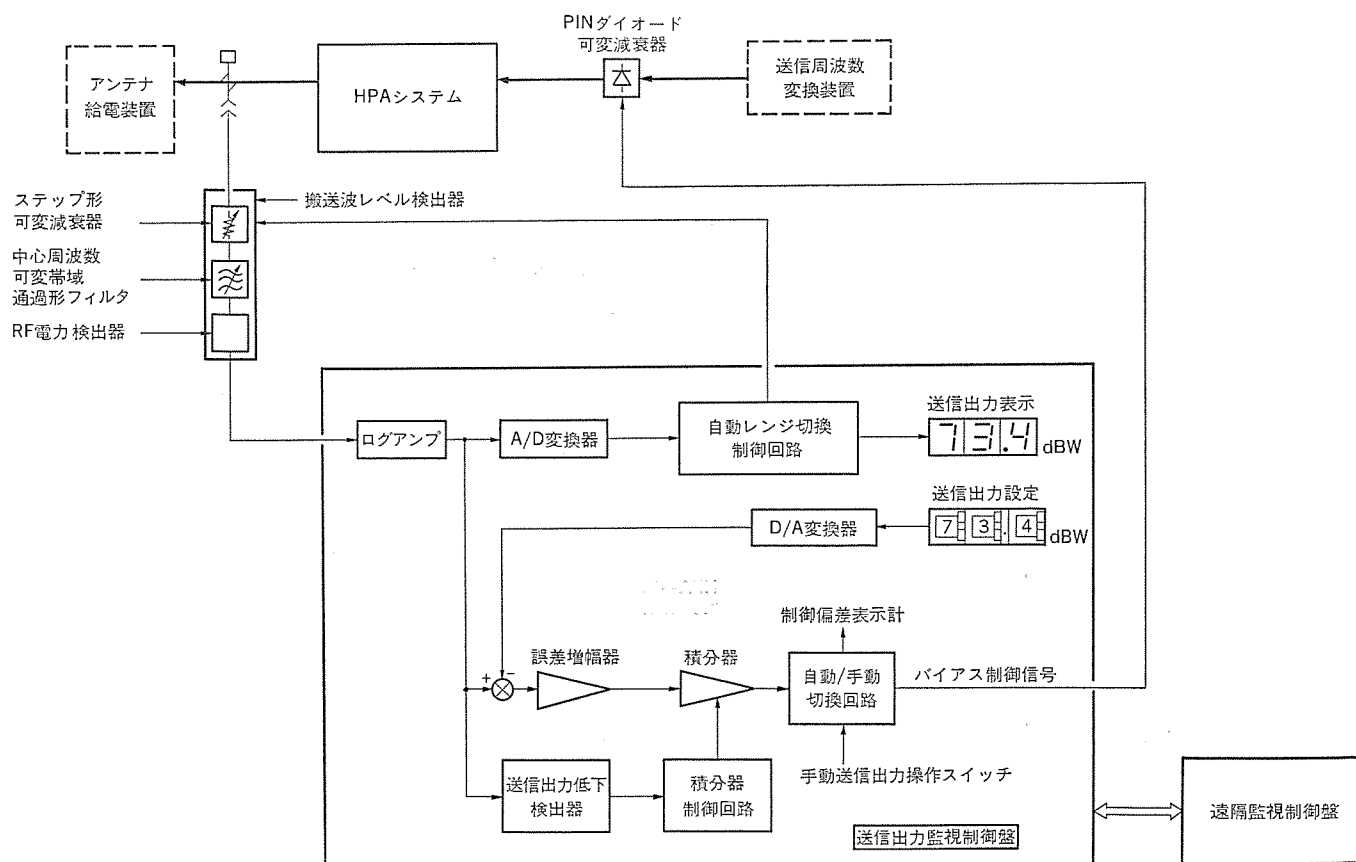 PINダイオード
可変減衰器
アンテナ
給電装置
HPAシステム
送信周波数
変換装置
ステップ形
可変減衰器
搬送波レベル検出器
中心周波数
可変帯域
通過形フィルタ
RF電力検出器
ログアンプ
A/D変換器
自動レンジ切換
制御回路
送信出力表示
73.4 dBW
送信出力設定
D/A変換器
73.4 dBW
制御偏差表示計
誤差増幅器
積分器
+
−
自動/手動
切換回路
バイアス制御信号
手動送信出力操作スイッチ
送信出力低下
検出器
積分器
制御回路
送信出力監視制御盤
遠隔監視制御盤